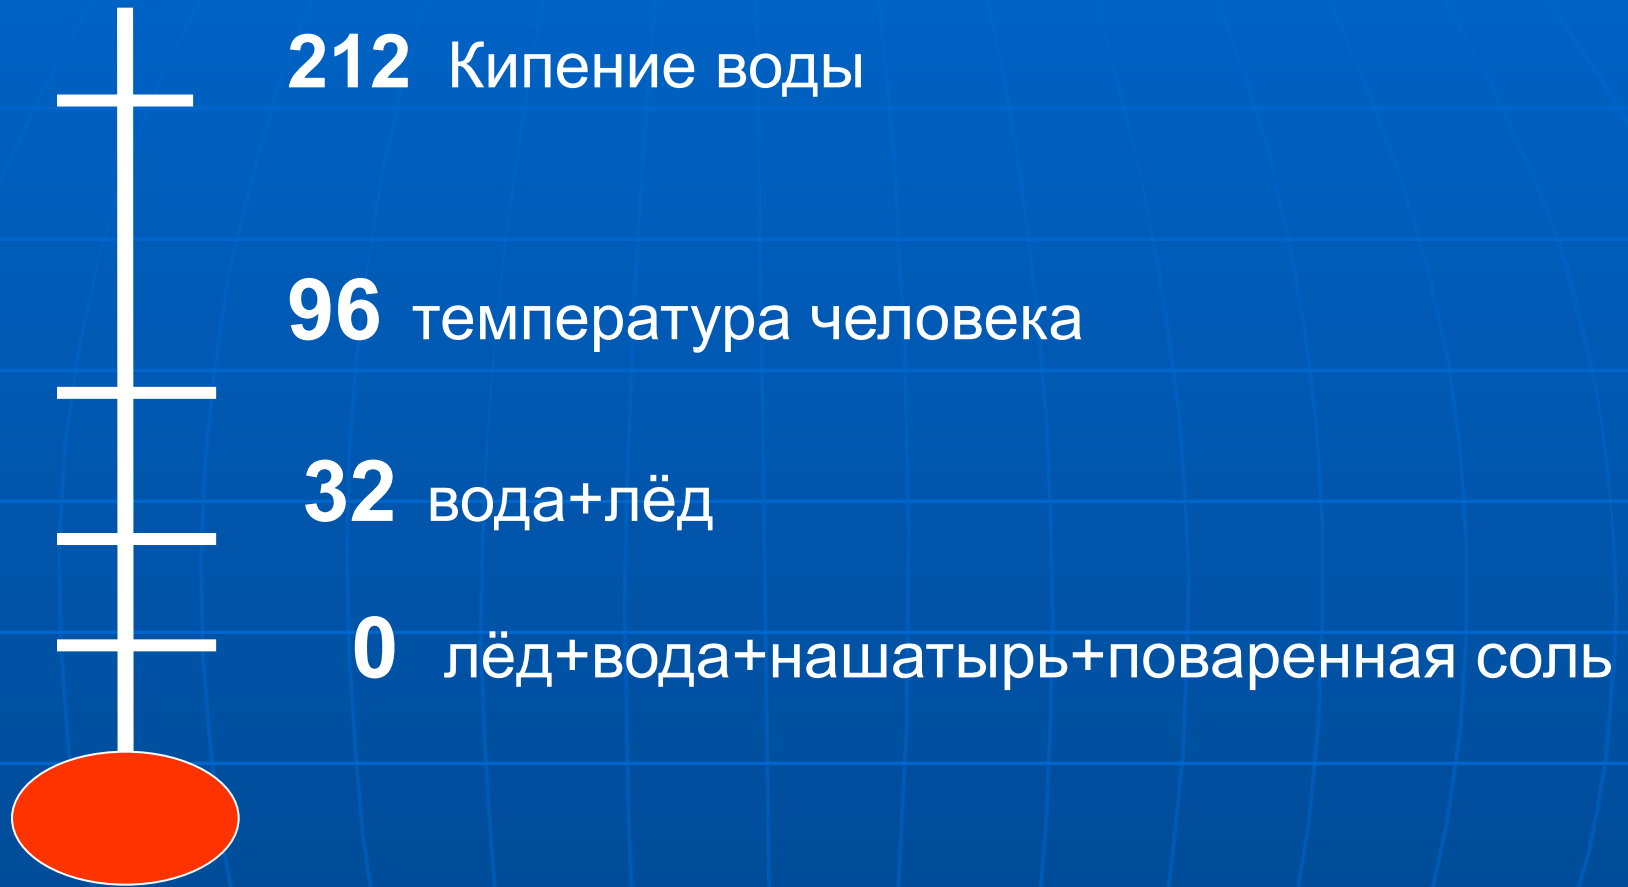 212 Кипение воды
96 температура человека
32 вода+лёд
0 лёд+вода+нашатырь+поваренная соль